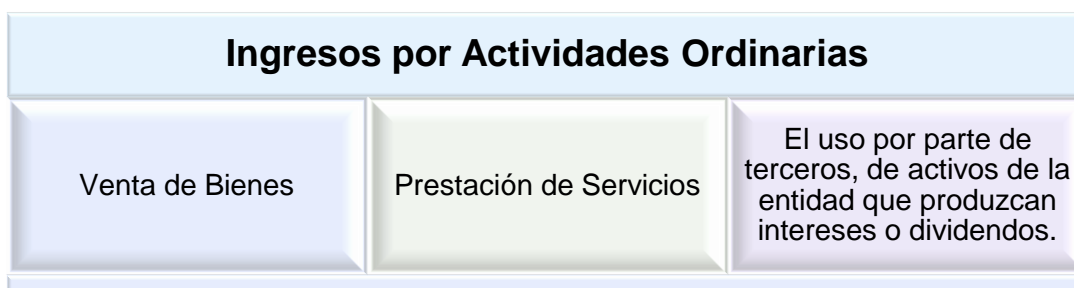 Ingresos por Actividades Ordinarias
Venta de Bienes
Prestación de Servicios
El uso por parte de
terceros, de activos de la
entidad que produzcan
intereses o dividendos.